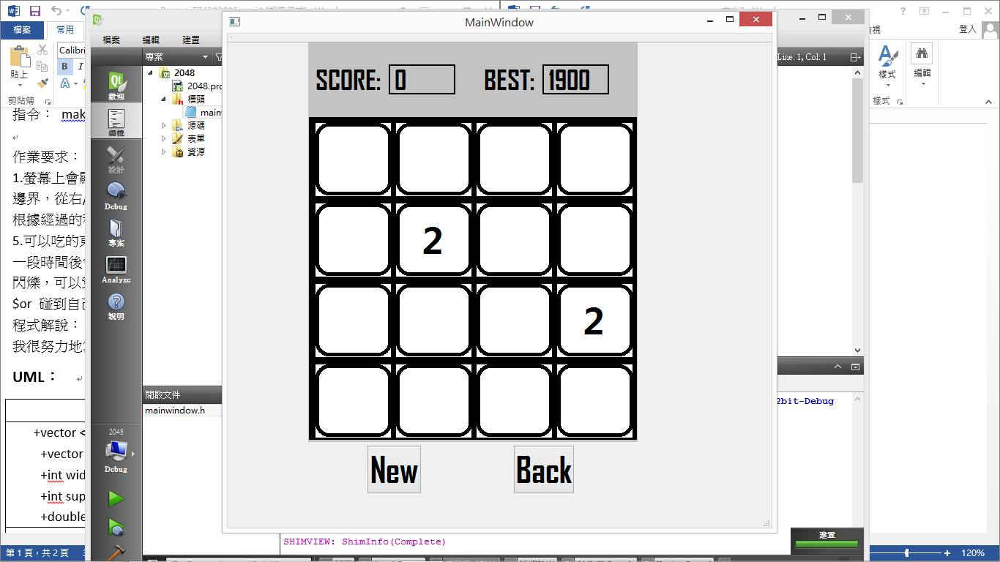 MainWindow
SCORE: 0
BEST: 1900
2
2
New
Back
檔案
常用
Calibri
B I
貼上
剪貼簿
指令：
作業要求：
1.螢幕上會
邊界，從右
根據經過的
5.可以吃的
一段時間後
閃爍，可以
$or 碰到自
程式解說：
我很努力地
UML：
+vector <
+vector
+int wid
+int sup
+double
第 1 頁，共 2 頁
檔案
編輯
建置
歡迎
編輯
設計
Debug
專案
Analyze
說明
2048
Debug
專案
2048
2048.pro
標頭
main
源碼
表單
資源
開啟文件
mainwindow.h
Line: 1, Col: 1
2bit-Debug
SHIMVIEW: ShimInfo(Complete)
建置
檢視
登入
樣式
編輯
樣式
120%